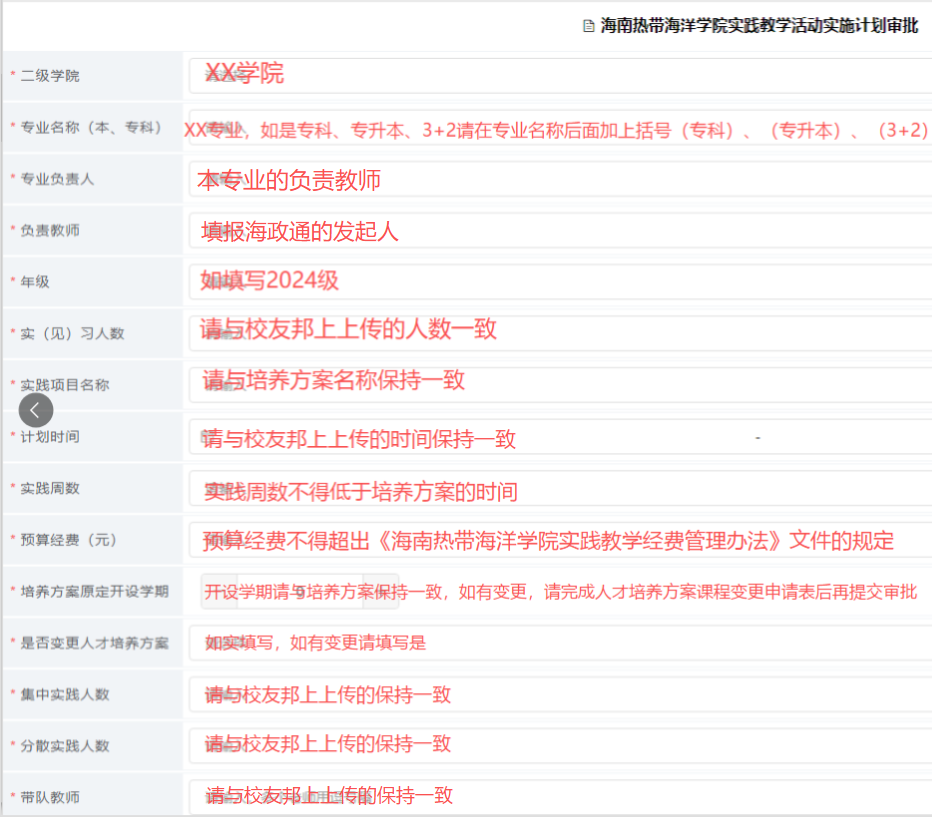 海南热带海洋学院实践教学活动实施计划审批
* 二级学院 XX学院
* 专业名称（本、专科） XX专业，如是专科、专升本、3+2请在专业名称后面加上括号（专科）、（专升本）、（3+2）
* 专业负责人 本专业的负责教师
* 负责教师 填报海政通的发起人
* 年级 如填写2024级
* 实（见）习人数 请与校友邦上上传的人数一致
* 实践项目名称 请与培养方案名称保持一致
* 计划时间 请与校友邦上上传的时间保持一致 -
* 实践周数 实践周数不得低于培养方案的时间
* 预算经费（元） 预算经费不得超出《海南热带海洋学院实践教学经费管理办法》文件的规定
* 培养方案原定开设学期 开设学期请与培养方案保持一致，如有变更，请完成人才培养方案课程变更申请表后再提交审批
* 是否变更人才培养方案 如实填写，如有变更请填写是
* 集中实践人数 请与校友邦上上传的保持一致
* 分散实践人数 请与校友邦上上传的保持一致
* 带队教师 请与校友邦上上传的保持一致